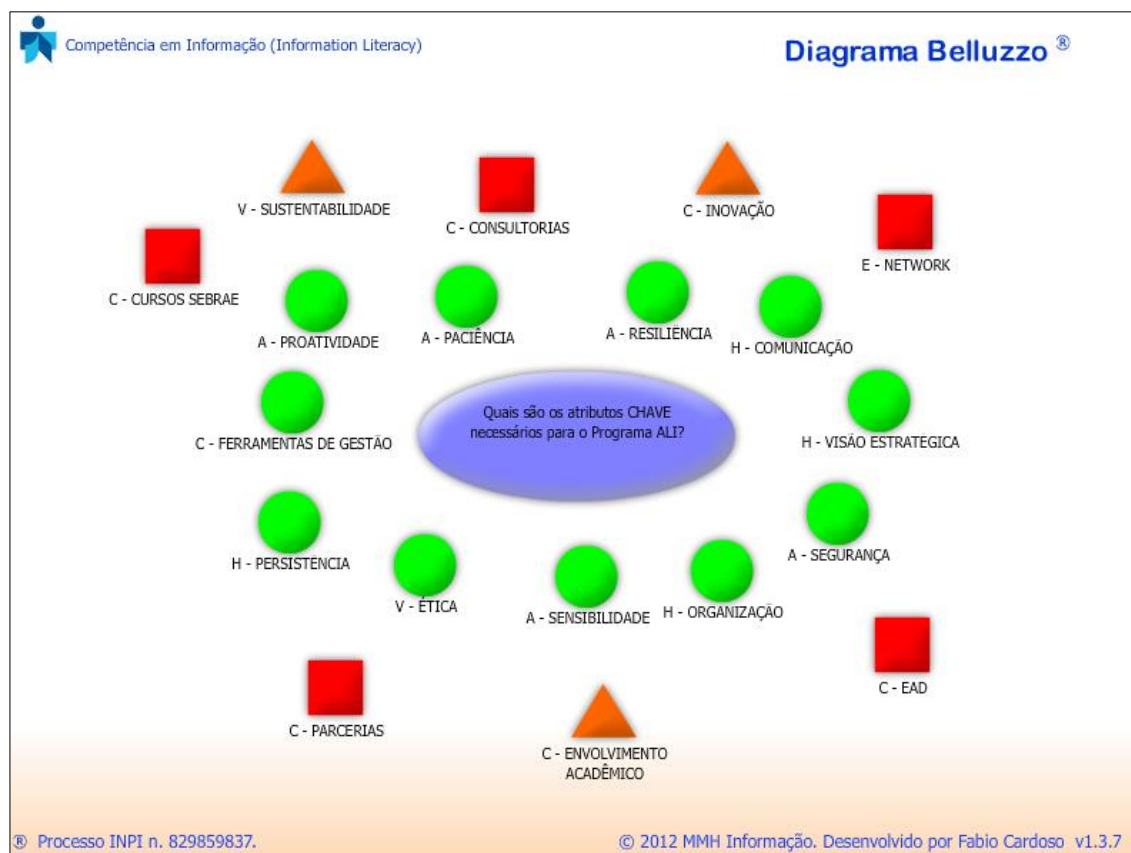 Competência em Informação (Information Literacy)
Diagrama Belluzzo ®
V - SUSTENTABILIDADE
C - CONSULTORIAS
C - INOVAÇÃO
E - NETWORK
C - CURSOS SEBRAE
A - PROATIVIDADE
A - PACIÊNCIA
A - RESILIÊNCIA
H - COMUNICAÇÃO
Quais são os atributos CHAVE
necessários para o Programa ALI?
C - FERRAMENTAS DE GESTÃO
H - VISÃO ESTRATÉGICA
H - PERSISTÊNCIA
V - ÉTICA
A - SENSIBILIDADE
H - ORGANIZAÇÃO
A - SEGURANÇA
C - PARCERIAS
C - ENVOLVIMENTO
ACADÊMICO
C - EAD
® Processo INPI n. 829859837.
© 2012 MMH Informação. Desenvolvido por Fabio Cardoso v1.3.7